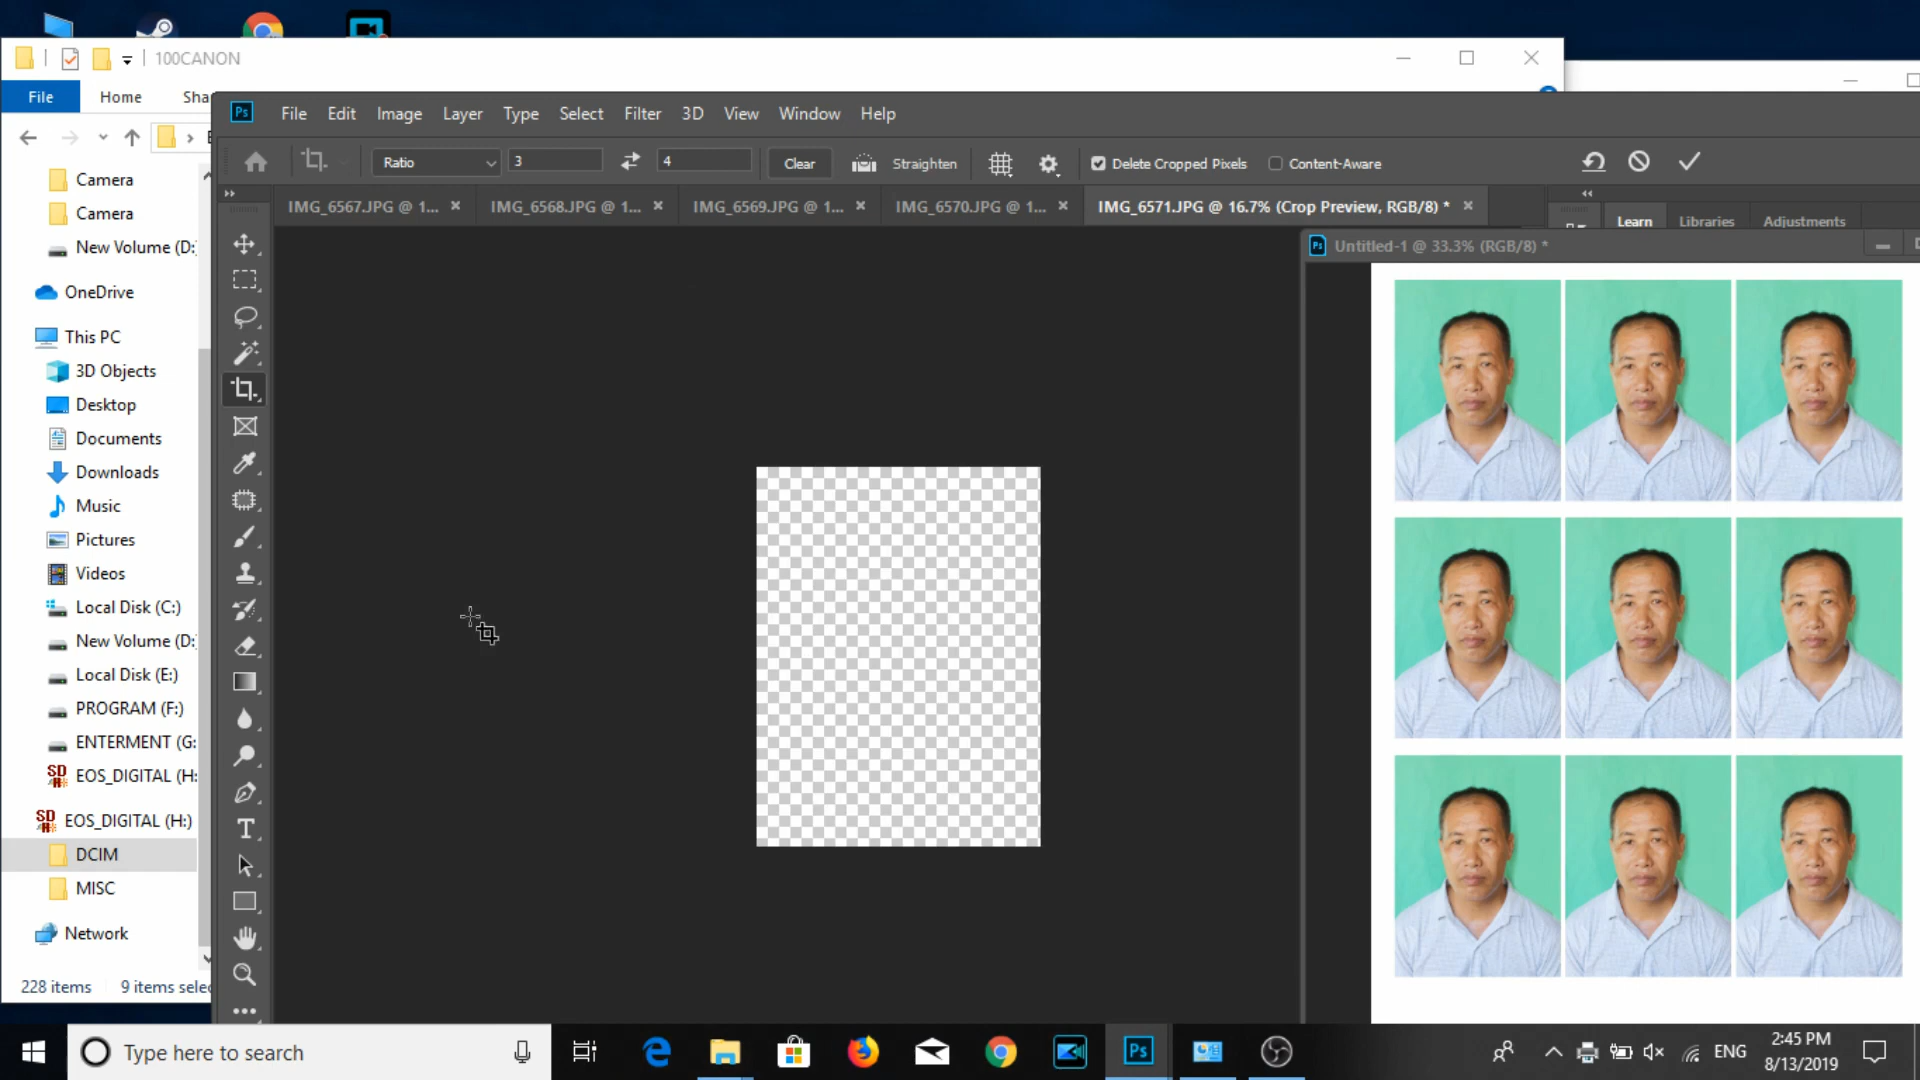 100CANON
File
Home
Sha
Ps
File
Edit
Image
Layer
Type
Select
Filter
3D
View
Window
Help
Ratio
3
4
Clear
Straighten
Delete Cropped Pixels
Content-Aware
IMG_6567.JPG @ 1...
IMG_6568.JPG @ 1...
IMG_6569.JPG @ 1...
IMG_6570.JPG @ 1...
IMG_6571.JPG @ 16.7% (Crop Preview, RGB/8) *
Learn
Libraries
Adjustments
Ps
Untitled-1 @ 33.3% (RGB/8) *
Camera
Camera
New Volume (D:
OneDrive
This PC
3D Objects
Desktop
Documents
Downloads
Music
Pictures
Videos
Local Disk (C:)
New Volume (D:
Local Disk (E:)
PROGRAM (F:)
ENTERMENT (G:
SD EOS_DIGITAL (H:
SD EOS_DIGITAL (H:)
DCIM
MISC
Network
228 items
9 items selec
Type here to search
Ps
ENG
2:45 PM
8/13/2019